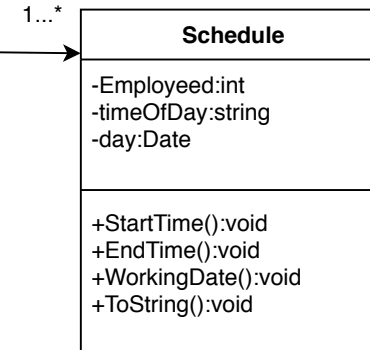 1...*
Schedule
-Employeed:int
-timeOfDay:string
-day:Date
+StartTime():void
+EndTime():void
+WorkingDate():void
+ToString():void